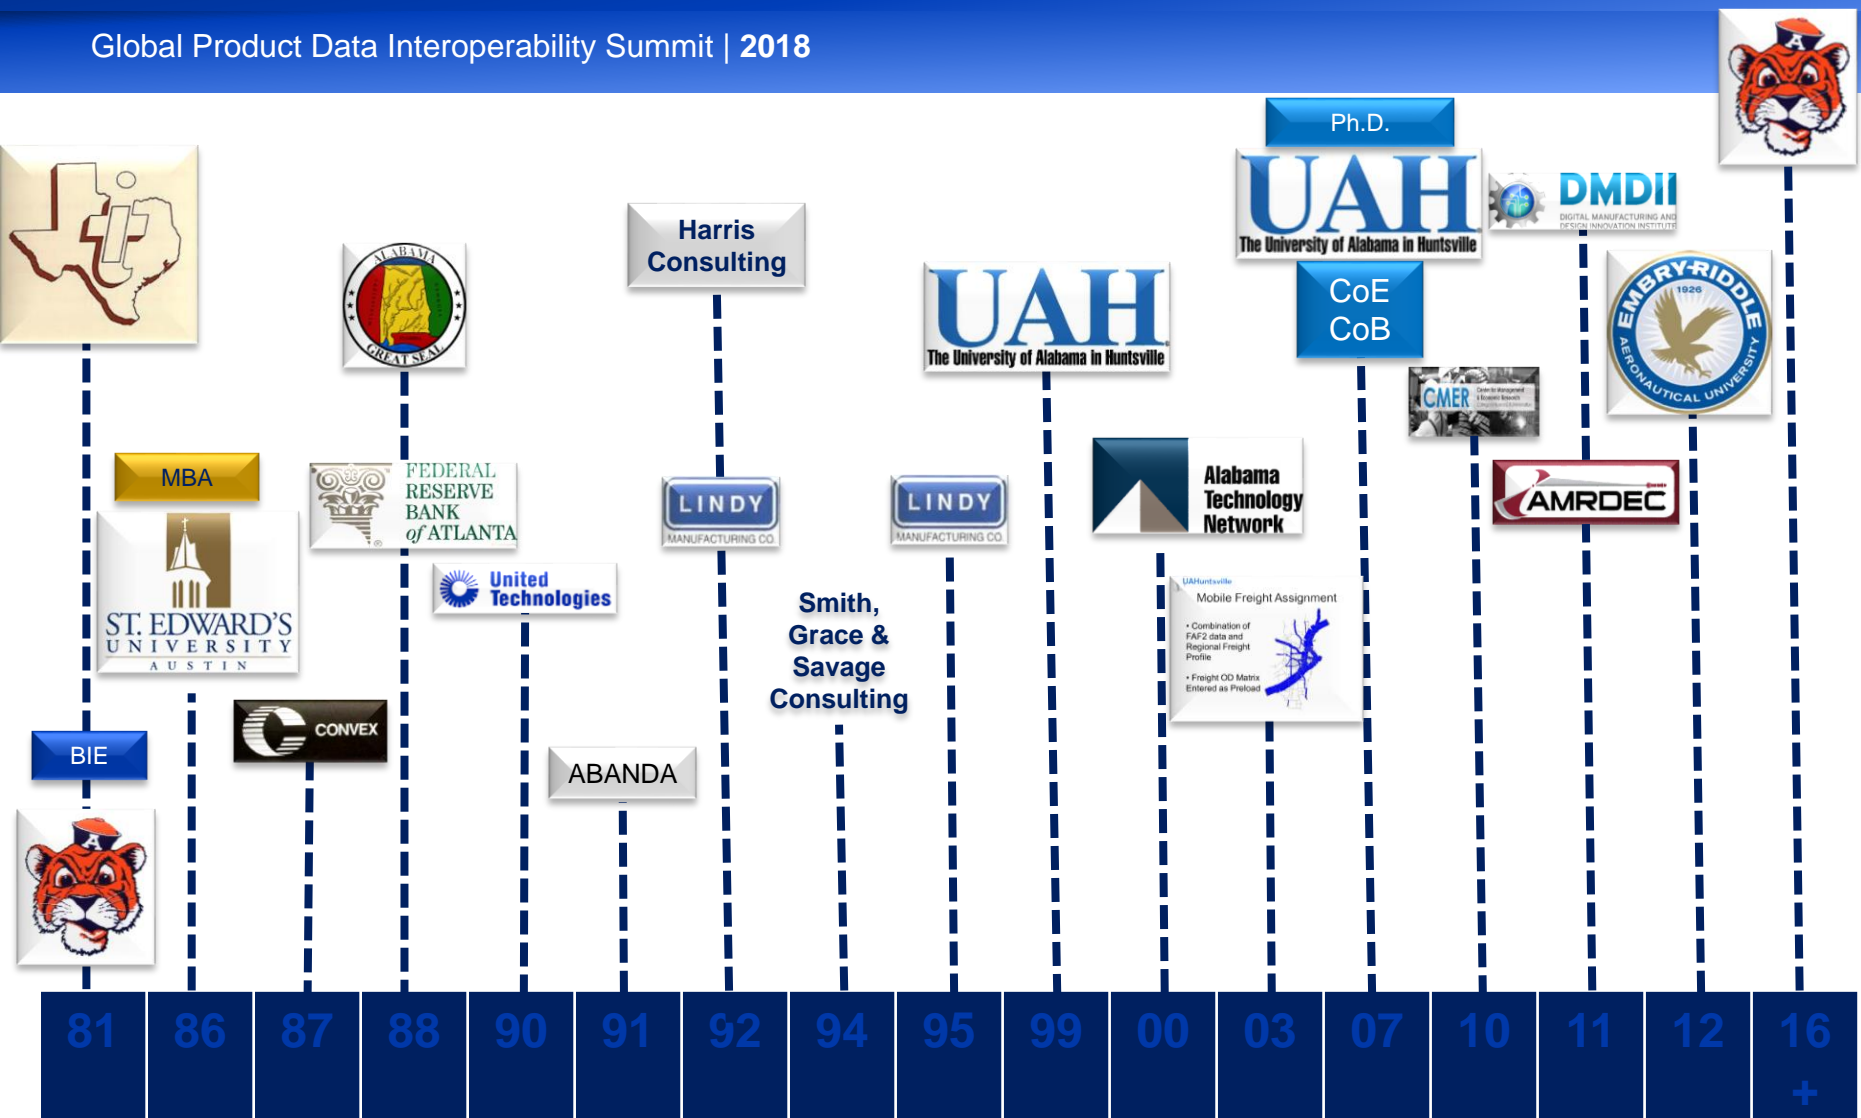 Global Product Data Interoperability Summit | 2018
A
Ph.D.
UAH
The University of Alabama in Huntsville
CoE
CoB
DMDII
DIGITAL MANUFACTURING AND
DESIGN INNOVATION INSTITUTE
EMBRY-RIDDLE
1926
AERONAUTICAL UNIVERSITY
ALABAMA
GREAT SEAL
Harris
Consulting
UAH
The University of Alabama in Huntsville
CMER
Center for Management
& Economic Research
AMRDEC
MBA
ST. EDWARD'S
UNIVERSITY
AUSTIN
FEDERAL
RESERVE
BANK
of ATLANTA
United
Technologies
LINDY
MANUFACTURING CO.
LINDY
MANUFACTURING CO.
Alabama
Technology
Network
Smith,
Grace &
Savage
Consulting
UAHuntsville
Mobile Freight Assignment
• Combination of
FAF2 data and
Regional Freight
Profile
• Freight OD Matrix
Entered as Preload
CONVEX
BIE
ABANDA
A
81 86 87 88 90 91 92 94 95 99 00 03 07 10 11 12 16
+